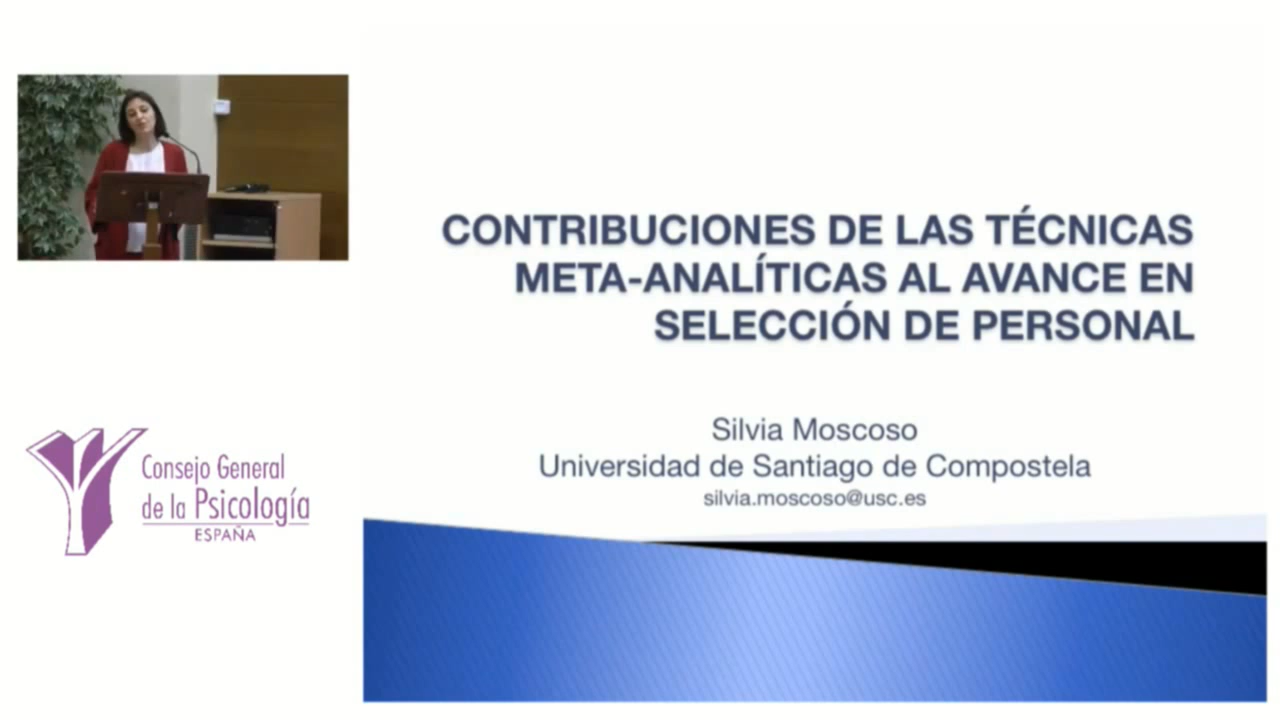 CONTRIBUCIONES DE LAS TÉCNICAS
META-ANALÍTICAS AL AVANCE EN
SELECCIÓN DE PERSONAL
Silvia Moscoso
Universidad de Santiago de Compostela
silvia.moscoso@usc.es
Consejo General
de la Psicología
ESPAÑA